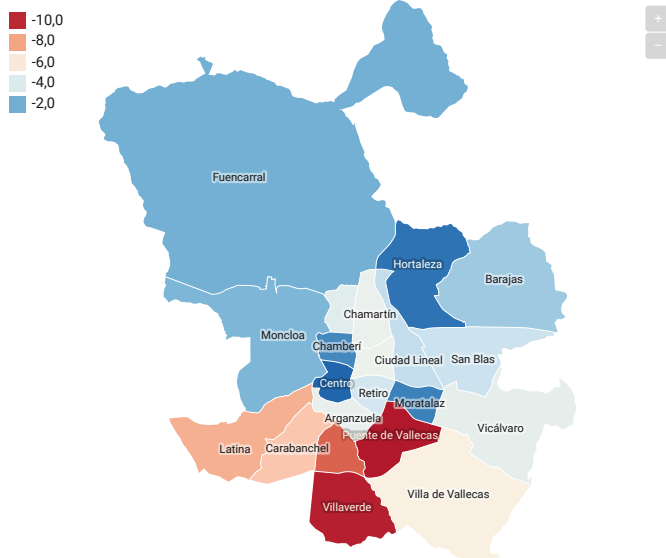 -10,0
-8,0
-6,0
-4,0
-2,0
+
−
Fuencarral
Hortaleza
Barajas
Chamartín
Moncloa
Chamberí
Ciudad Lineal
San Blas
Centro
Retiro
Moratalaz
Arganzuela
Vicálvaro
Puente de Vallecas
Latina
Carabanchel
Villa de Vallecas
Villaverde